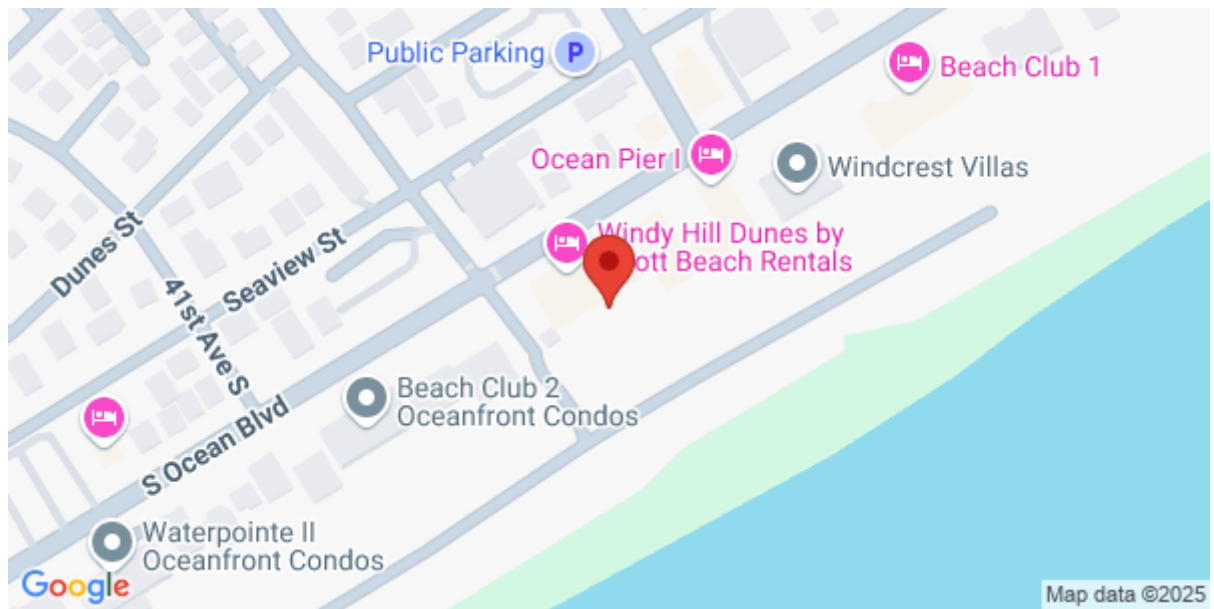 Public Parking
P
Beach Club 1
Ocean Pier I
Windcrest Villas
Windy Hill Dunes by
ott Beach Rentals
Dunes St
Seaview St
41st Ave S
Beach Club 2
Oceanfront Condos
S Ocean Blvd
Waterpointe II
Oceanfront Condos
Google
Map data ©2025